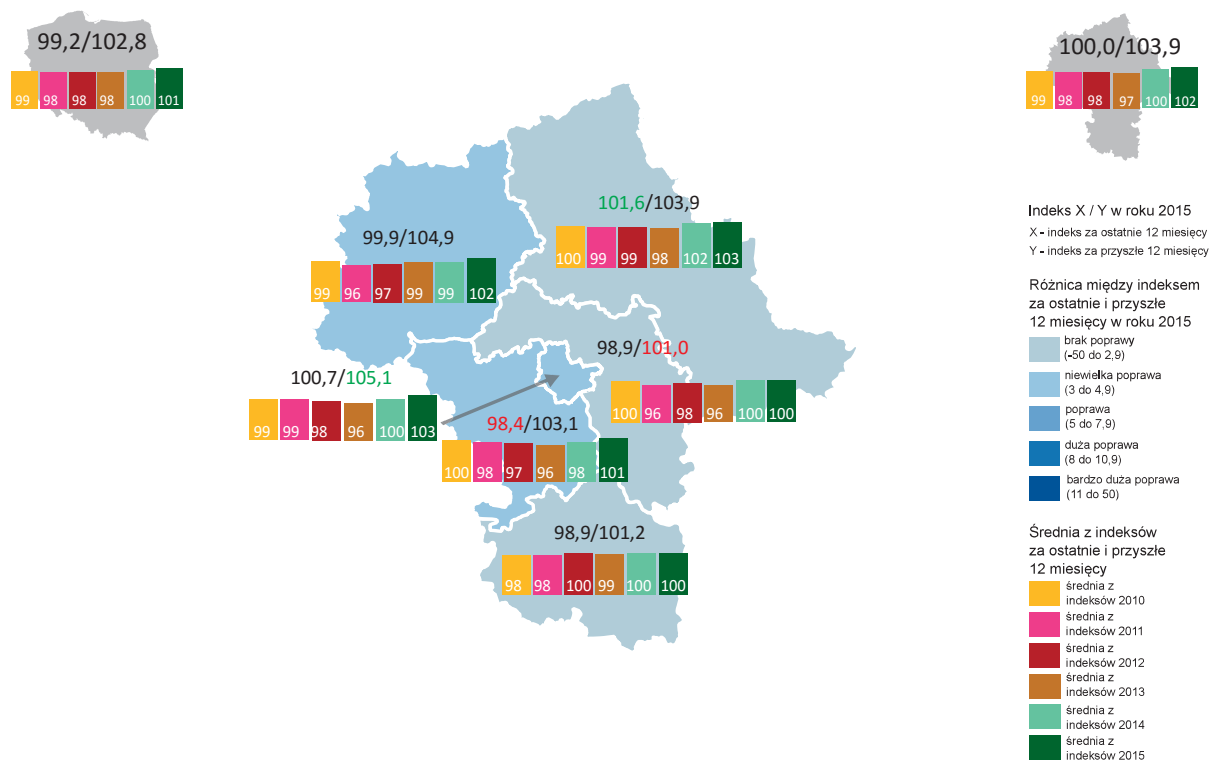 99,2/102,8
99 98 98 98 100 101
100,0/103,9
99 98 98 97 100 102
101,6/103,9
100 99 99 98 102 103
99,9/104,9
99 96 97 99 99 102
98,9/101,0
100 96 98 96 100 100
100,7/105,1
99 99 98 96 100 103
98,4/103,1
100 98 97 96 98 101
98,9/101,2
98 98 100 99 100 100
Indeks X / Y w roku 2015
X - indeks za ostatnie 12 miesięcy
Y - indeks za przyszłe 12 miesięcy
Różnica między indeksem
za ostatnie i przyszłe
12 miesięcy w roku 2015
brak poprawy
(-50 do 2,9)
niewielka poprawa
(3 do 4,9)
poprawa
(5 do 7,9)
duża poprawa
(8 do 10,9)
bardzo duża poprawa
(11 do 50)
Średnia z indeksów
za ostatnie i przyszłe
12 miesięcy
średnia z
indeksów 2010
średnia z
indeksów 2011
średnia z
indeksów 2012
średnia z
indeksów 2013
średnia z
indeksów 2014
średnia z
indeksów 2015